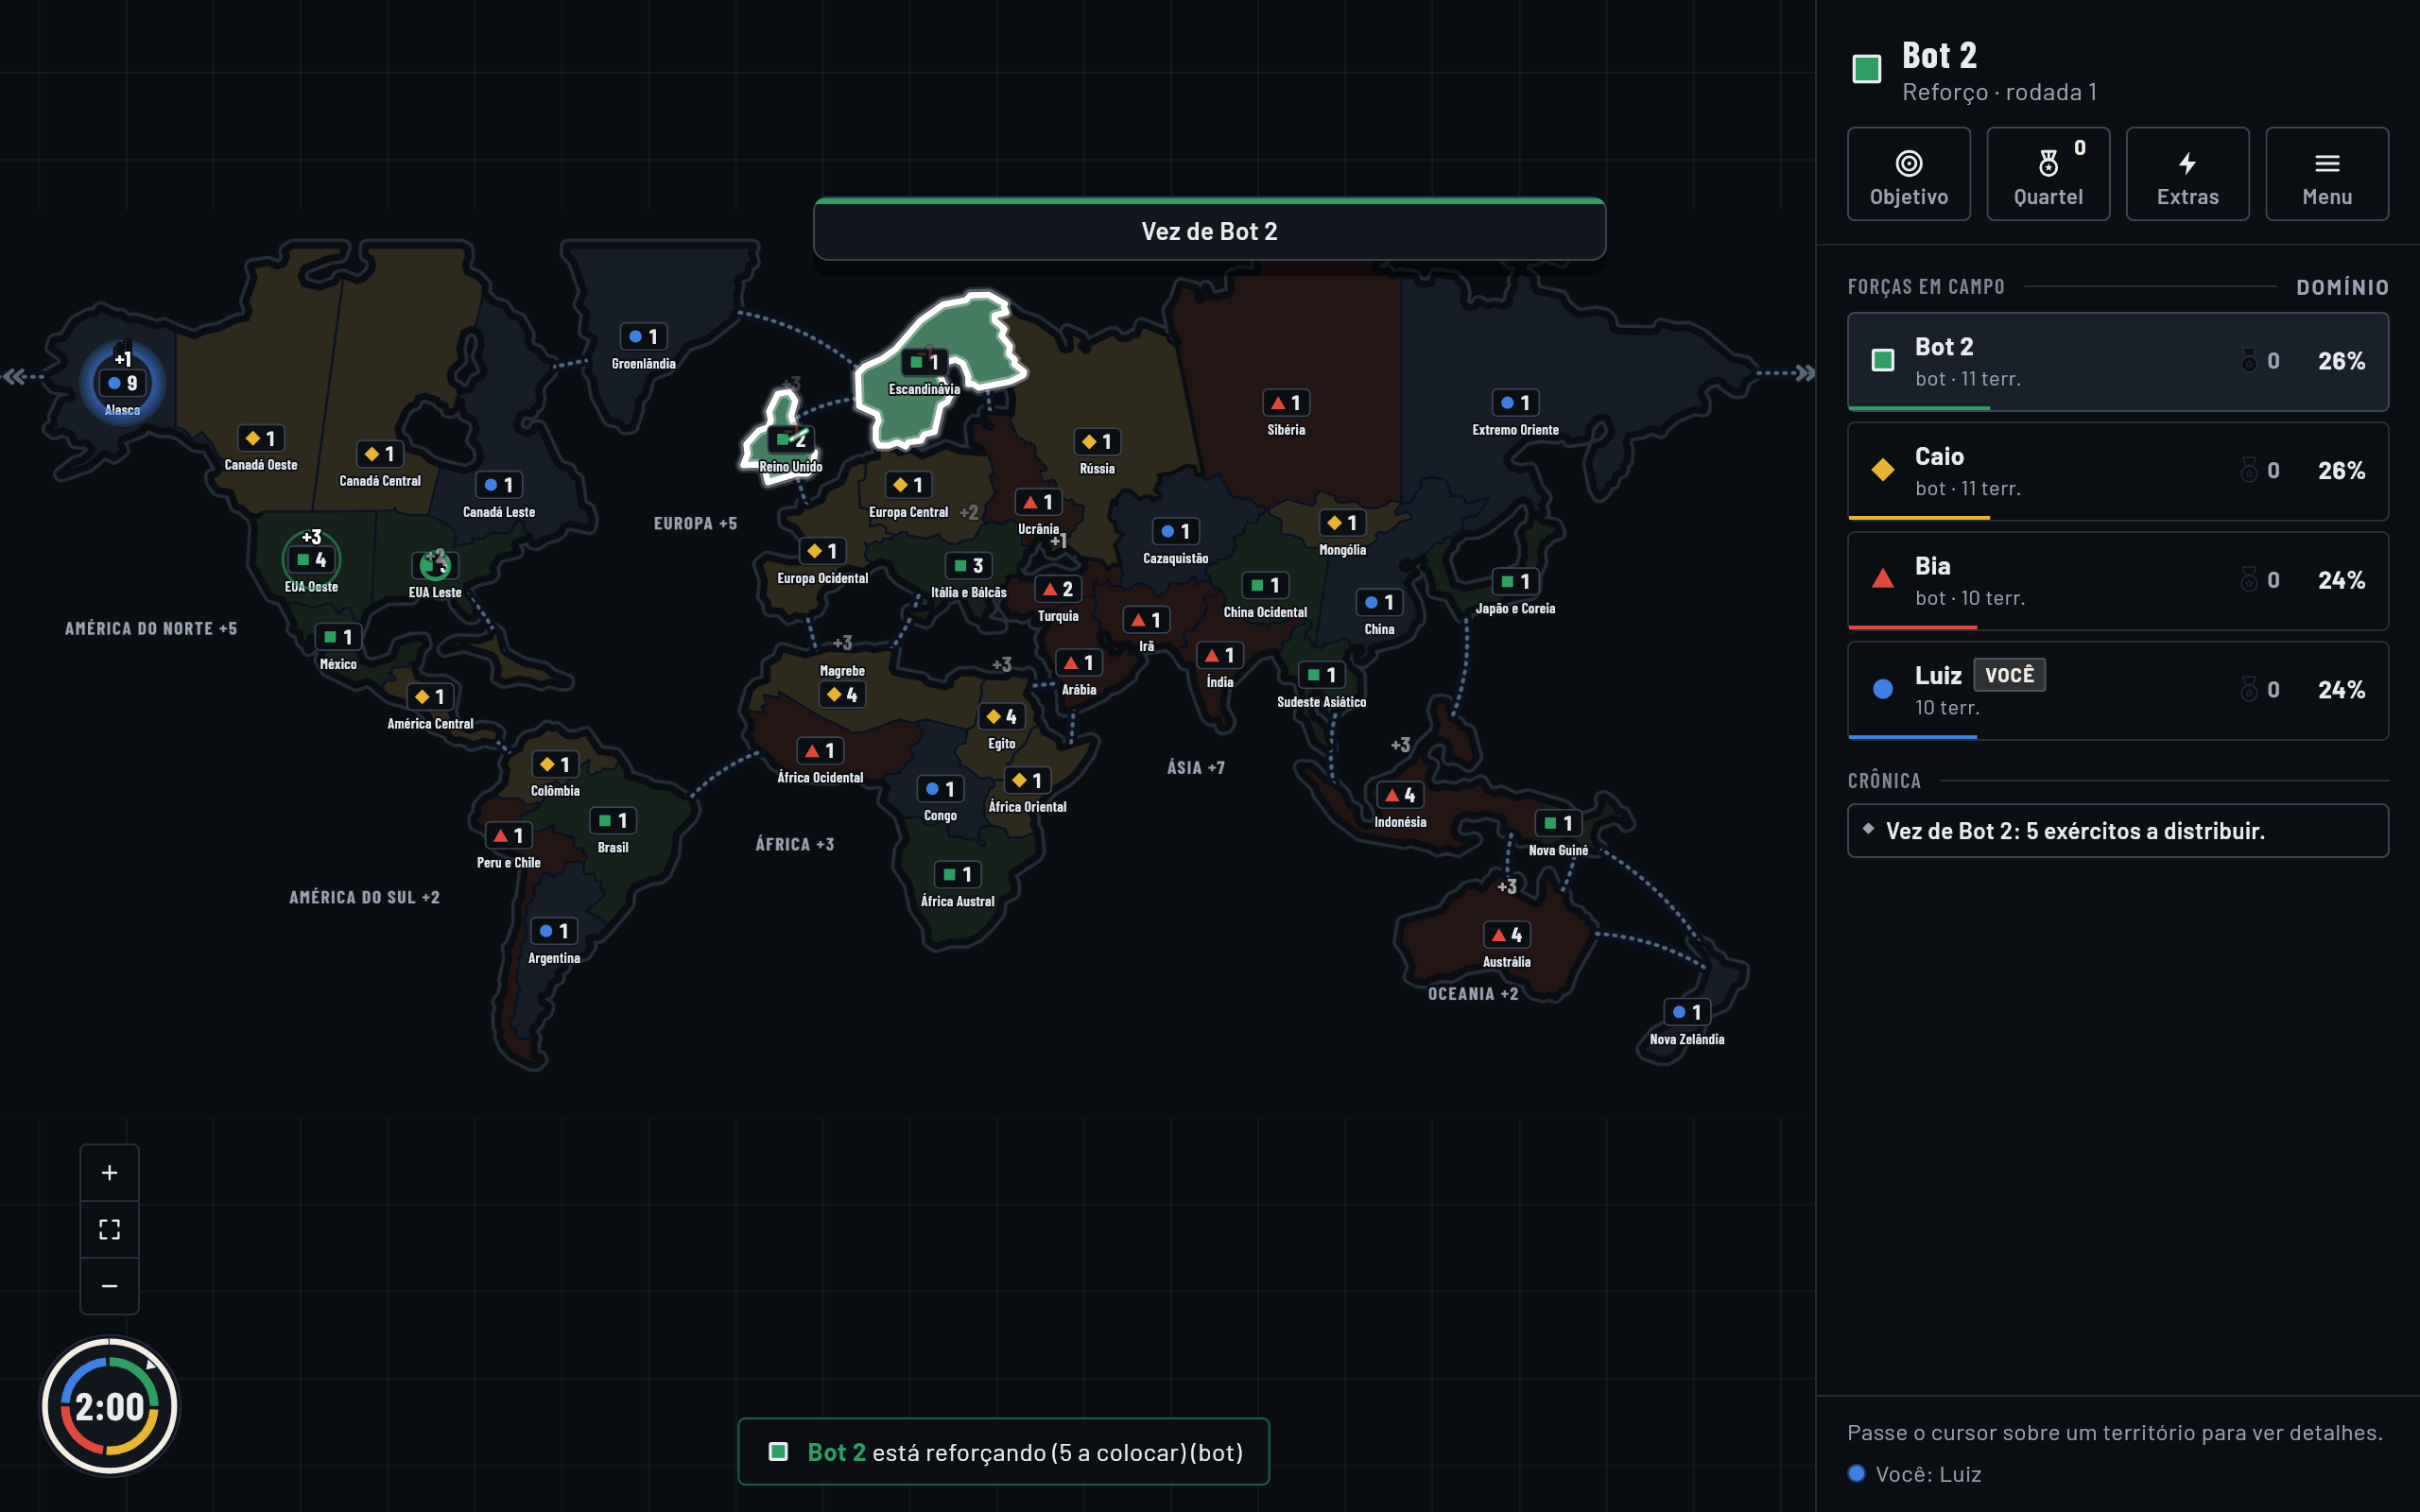 Bot 2
Reforço · rodada 1
Objetivo
0
Quartel
Extras
Menu
FORÇAS EM CAMPO
DOMÍNIO
Bot 2
bot · 11 terr.
0
26%
Caio
bot · 11 terr.
0
26%
Bia
bot · 10 terr.
0
24%
Luiz VOCÊ
10 terr.
0
24%
CRÔNICA
Vez de Bot 2: 5 exércitos a distribuir.
Passe o cursor sobre um território para ver detalhes.
Você: Luiz
Vez de Bot 2
+1
9
Alasca
1
Canadá Oeste
1
Canadá Central
1
Canadá Leste
1
Groenlândia
+3
4
EUA Oeste
+2
3
EUA Leste
1
México
1
América Central
AMÉRICA DO NORTE +5
1
Colômbia
1
Brasil
1
Peru e Chile
1
Argentina
AMÉRICA DO SUL +2
EUROPA +5
-1
1
Escandinávia
+3
2
Reino Unido
1
Europa Central
+2
1
Europa Ocidental
3
Itália e Bálcãs
1
Ucrânia
+1
1
Rússia
+3
Magrebe
4
+3
4
Egito
1
África Ocidental
1
Congo
1
África Oriental
1
África Austral
ÁFRICA +3
1
Sibéria
1
Extremo Oriente
1
Cazaquistão
1
Mongólia
2
Turquia
1
Irã
1
Arábia
1
Índia
1
China Ocidental
1
China
1
Japão e Coreia
1
Sudeste Asiático
ÁSIA +7
+3
4
Indonésia
1
Nova Guiné
+3
4
Austrália
1
Nova Zelândia
OCEANIA +2
+
−
2:00
Bot 2 está reforçando (5 a colocar) (bot)